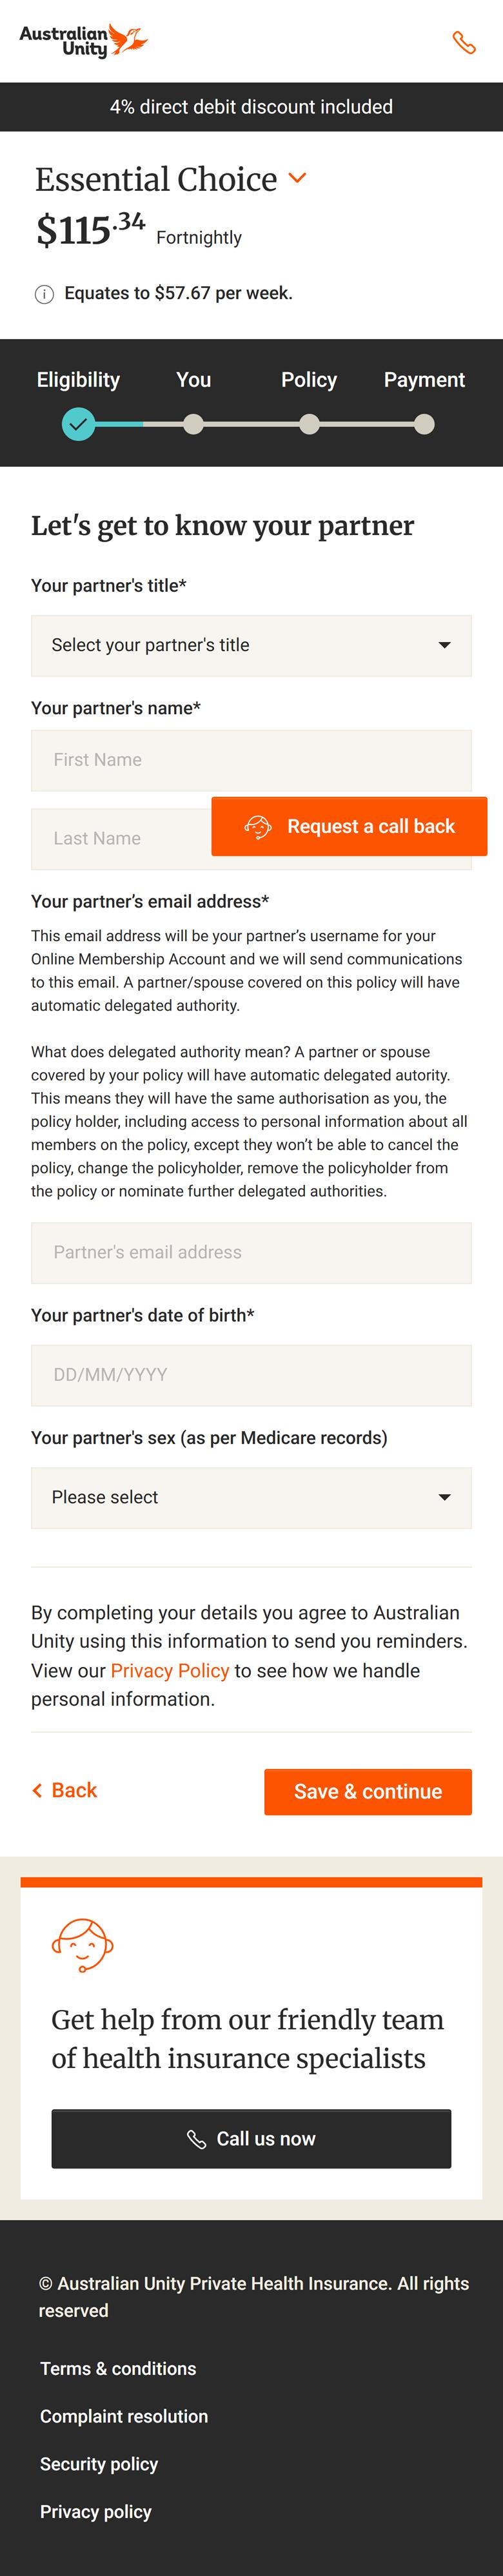 Australian
Unity
4% direct debit discount included
Essential Choice
$115.34 Fortnightly
Equates to $57.67 per week.
Eligibility You Policy Payment
Let's get to know your partner
Your partner's title*
Select your partner's title
Your partner's name*
First Name
Last Name
Request a call back
Your partner’s email address*
This email address will be your partner’s username for your
Online Membership Account and we will send communications
to this email. A partner/spouse covered on this policy will have
automatic delegated authority.
What does delegated authority mean? A partner or spouse
covered by your policy will have automatic delegated autority.
This means they will have the same authorisation as you, the
policy holder, including access to personal information about all
members on the policy, except they won’t be able to cancel the
policy, change the policyholder, remove the policyholder from
the policy or nominate further delegated authorities.
Partner's email address
Your partner's date of birth*
DD/MM/YYYY
Your partner's sex (as per Medicare records)
Please select
By completing your details you agree to Australian
Unity using this information to send you reminders.
View our Privacy Policy to see how we handle
personal information.
Back
Save & continue
Get help from our friendly team
of health insurance specialists
Call us now
© Australian Unity Private Health Insurance. All rights
reserved
Terms & conditions
Complaint resolution
Security policy
Privacy policy